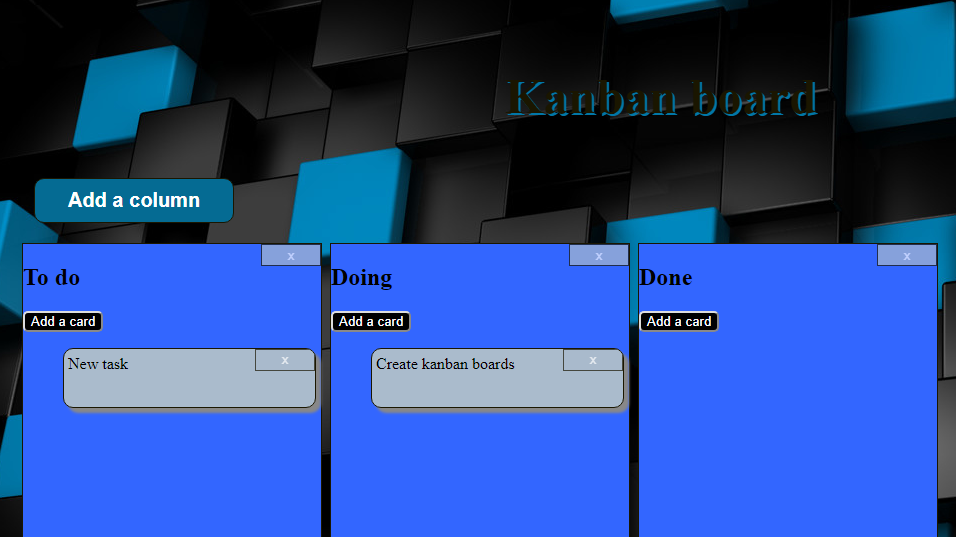 Kanban board
Add a column
x
To do
Add a card
New task
x
x
Doing
Add a card
Create kanban boards
x
x
Done
Add a card